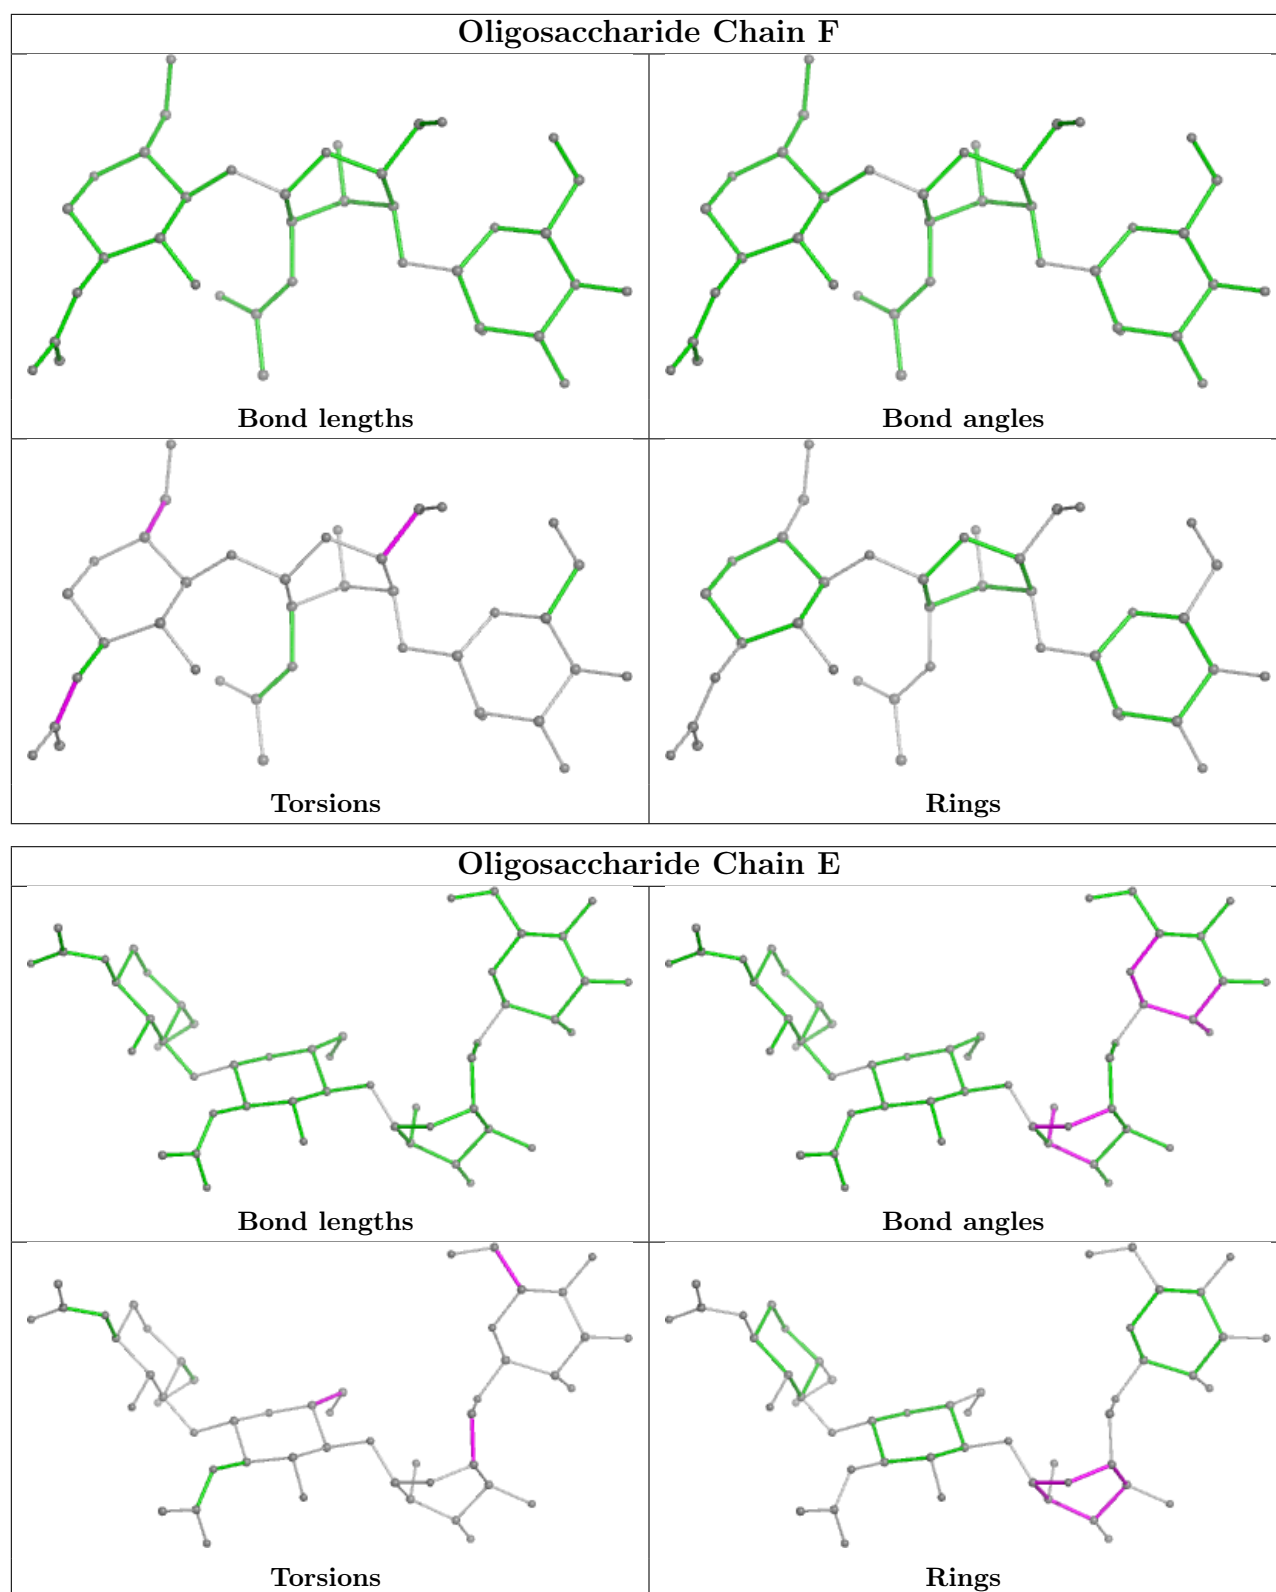 Oligosaccharide Chain F
Bond lengths
Bond angles
Torsions
Rings
Oligosaccharide Chain E
Bond lengths
Bond angles
Torsions
Rings